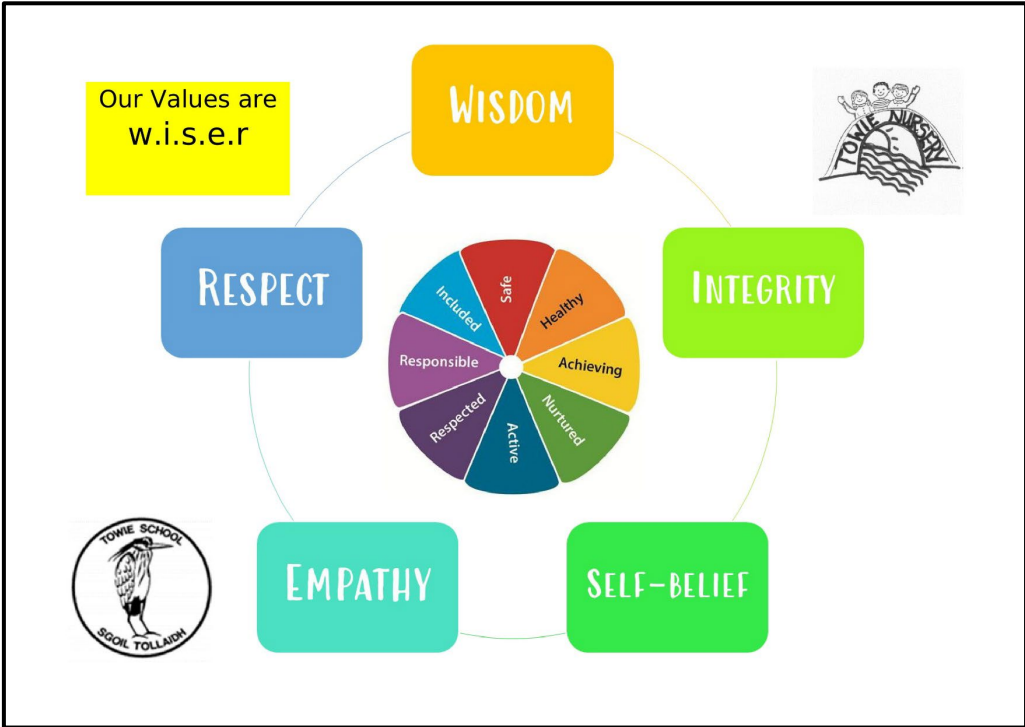 Our Values are
w.i.s.e.r
WISDOM
TOWIE NURSERY
INTEGRITY
SELF-BELIEF
EMPATHY
RESPECT
Safe
Healthy
Achieving
Nurtured
Active
Respected
Responsible
Included
TOWIE SCHOOL
SGOIL TOLLAIDH